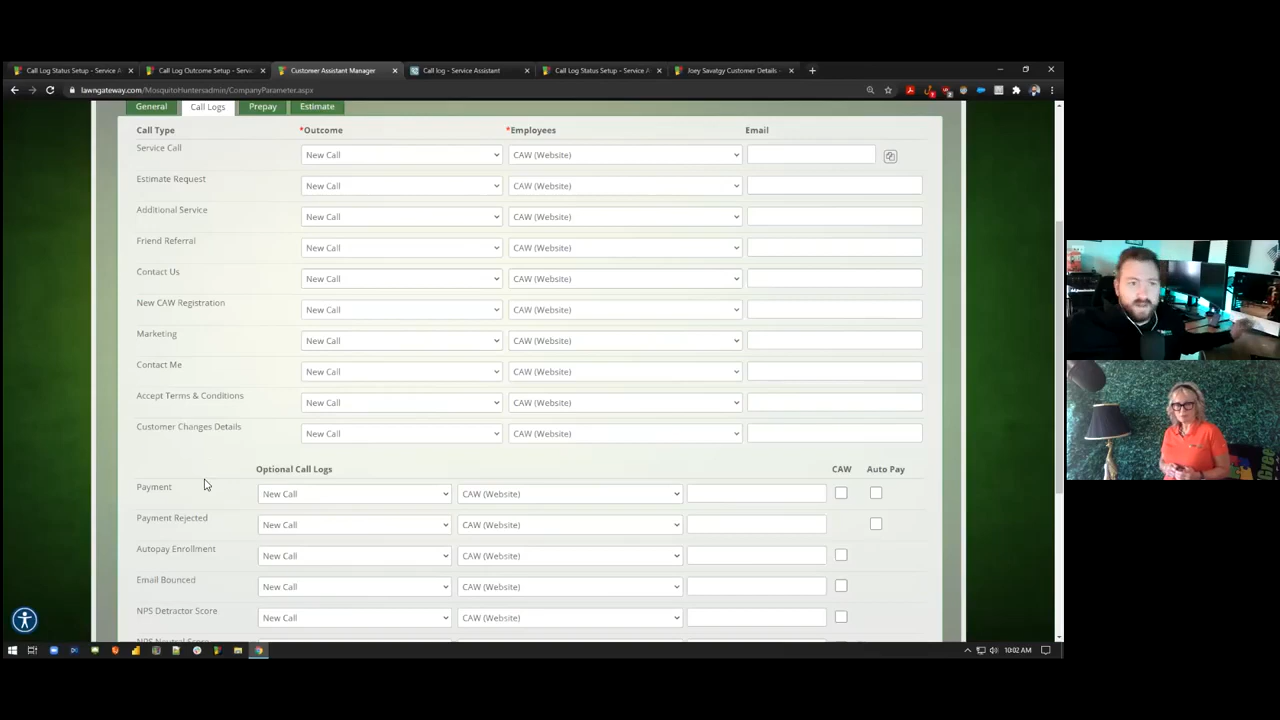 Call Log Status Setup - Service A
Call Log Outcome Setup - Servic
Customer Assistant Manager
Call log - Service Assistant
Call Log Status Setup - Service A
Joey Savatgy Customer Details -
lawngateway.com/MosquitoHuntersadmin/CompanyParameter.aspx
General Call Logs Prepay Estimate
Call Type *Outcome *Employees Email
Service Call New Call CAW (Website)
Estimate Request New Call CAW (Website)
Additional Service New Call CAW (Website)
Friend Referral New Call CAW (Website)
Contact Us New Call CAW (Website)
New CAW Registration New Call CAW (Website)
Marketing New Call CAW (Website)
Contact Me New Call CAW (Website)
Accept Terms & Conditions New Call CAW (Website)
Customer Changes Details New Call CAW (Website)
Optional Call Logs CAW Auto Pay
Payment New Call CAW (Website)
Payment Rejected New Call CAW (Website)
Autopay Enrollment New Call CAW (Website)
Email Bounced New Call CAW (Website)
NPS Detractor Score New Call CAW (Website)
NPS Neutral Score
10:02 AM